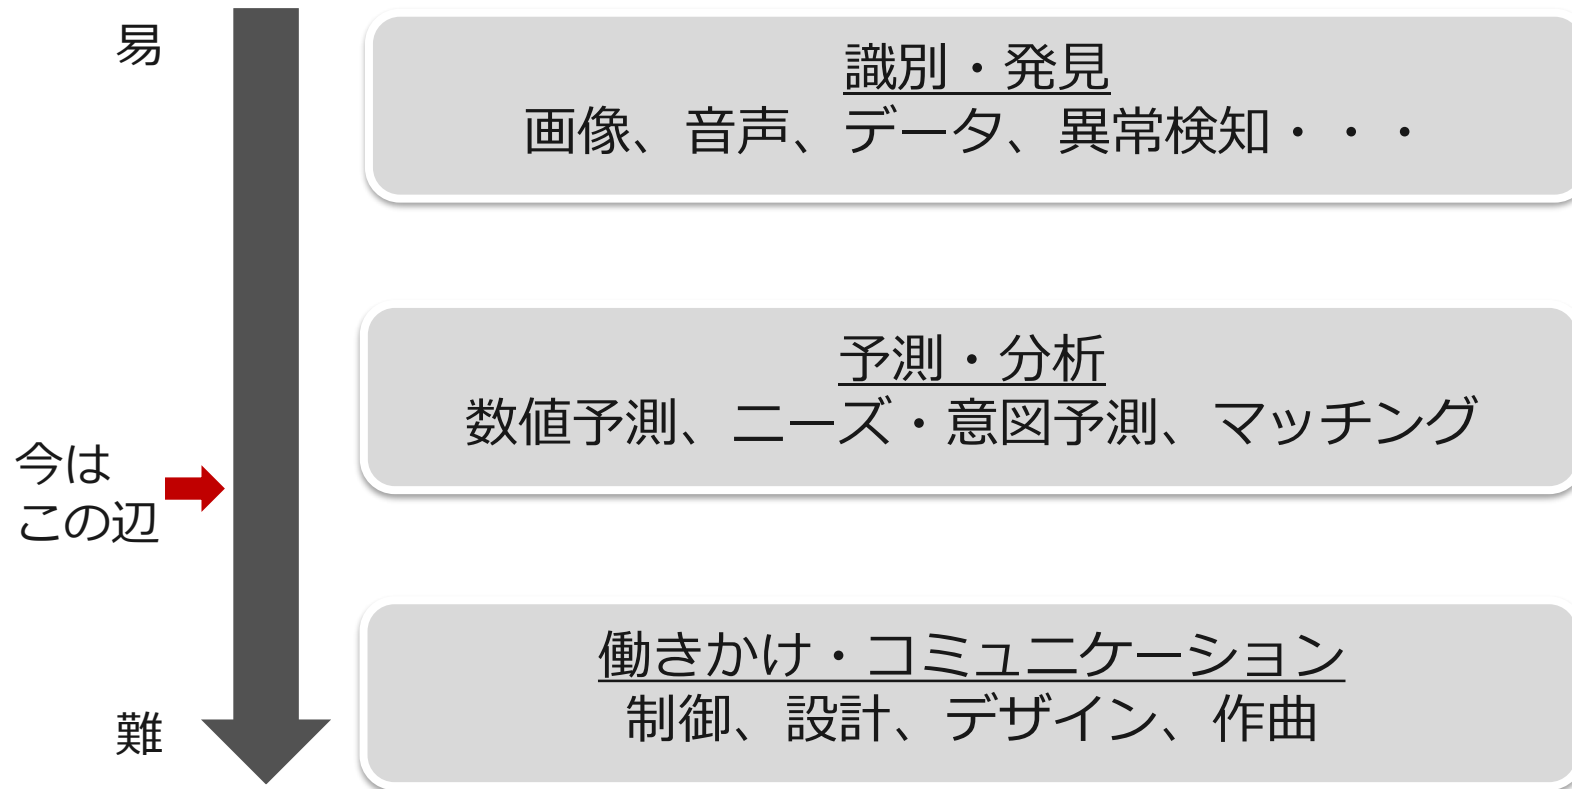 易
識別・発見
画像、音声、データ、異常検知・・・
予測・分析
数値予測、ニーズ・意図予測、マッチング
今は
この辺
働きかけ・コミュニケーション
制御、設計、デザイン、作曲
難